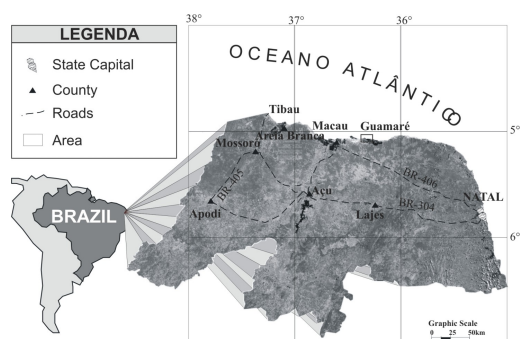 LEGENDA
State Capital
County
Roads
Area
BRAZIL
38°
37°
36°
OCEANO ATLÂNTICO
Tibau
Areia Branca
Macau
Guamaré
5°
Mossoró
BR-406
BR-405
Açu
NATAL
Apodi
Lajes
BR-304
6°
Graphic Scale
0 25 50km